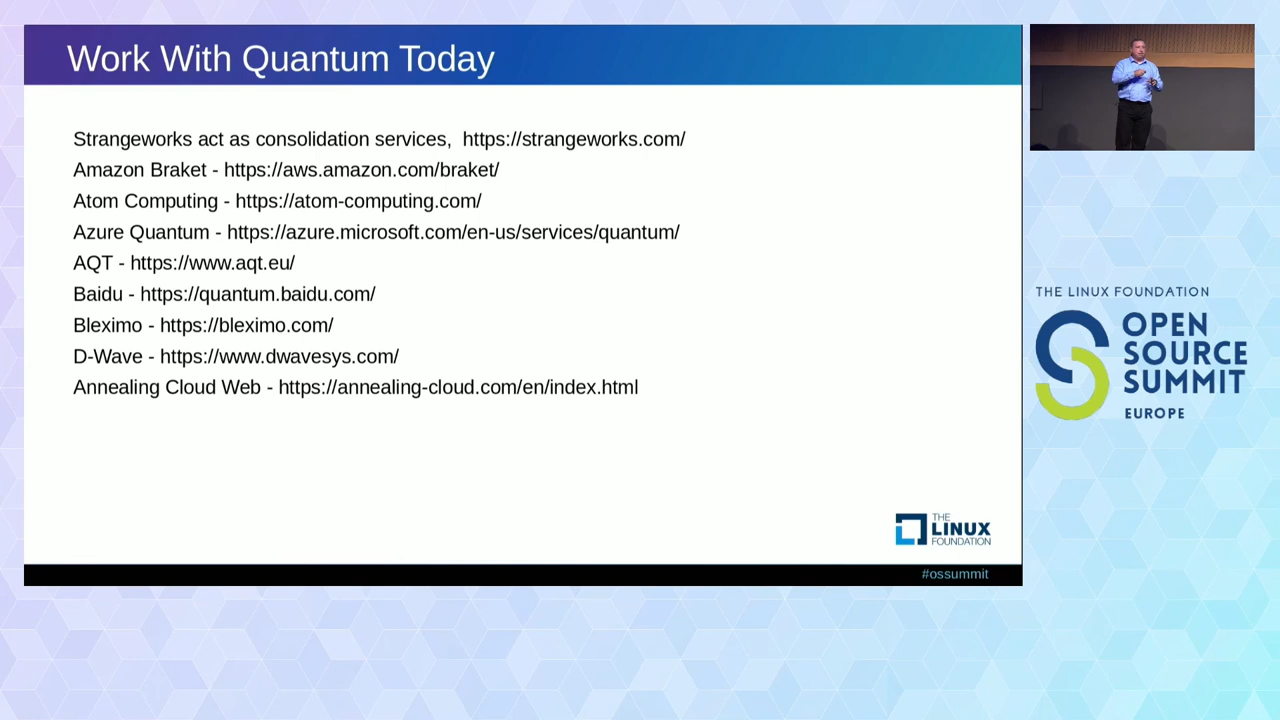 Work With Quantum Today
Strangeworks act as consolidation services, https://strangeworks.com/
Amazon Braket - https://aws.amazon.com/braket/
Atom Computing - https://atom-computing.com/
Azure Quantum - https://azure.microsoft.com/en-us/services/quantum/
AQT - https://www.aqt.eu/
Baidu - https://quantum.baidu.com/
Bleximo - https://bleximo.com/
D-Wave - https://www.dwavesys.com/
Annealing Cloud Web - https://annealing-cloud.com/en/index.html
THE
LINUX
FOUNDATION
#ossummit
THE LINUX FOUNDATION
OPEN
SOURCE
SUMMIT
EUROPE